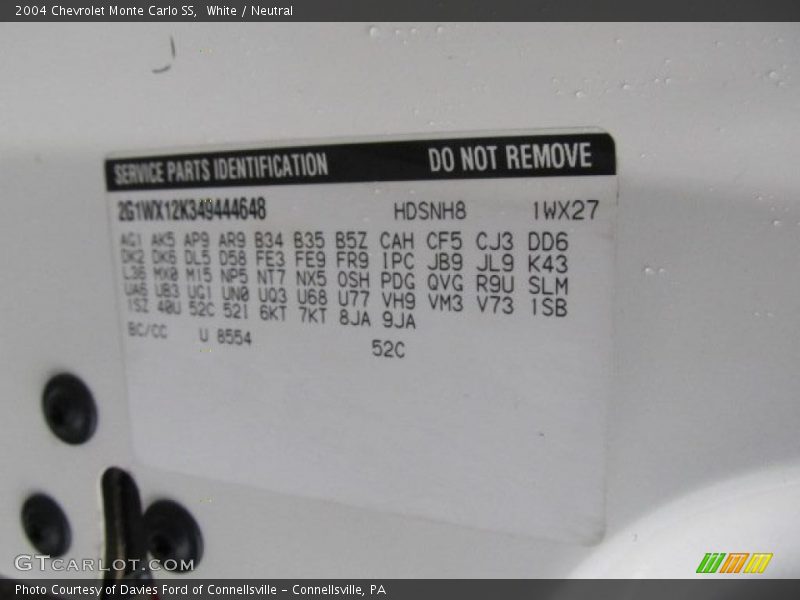 2004 Chevrolet Monte Carlo SS, White / Neutral
SERVICE PARTS IDENTIFICATION DO NOT REMOVE
2G1WX12K349444648 HDSNH8 1WX27
AG1 AK5 AP9 AR9 B34 B35 B5Z CAH CF5 CJ3 DD6
DK2 DK6 DL5 D58 FE3 FE9 FR9 IPC JB9 JL9 K43
L36 MX0 M15 NP5 NT7 NX5 OSH PDG QVG R9U SLM
UA6 UB3 UG1 UN0 UQ3 U68 U77 VH9 VM3 V73 1SB
1SZ 40U 52C 52I 6KT 7KT 8JA 9JA
BC/CC U 8554 52C
GTCARLOT.COM
Photo Courtesy of Davies Ford of Connellsville - Connellsville, PA